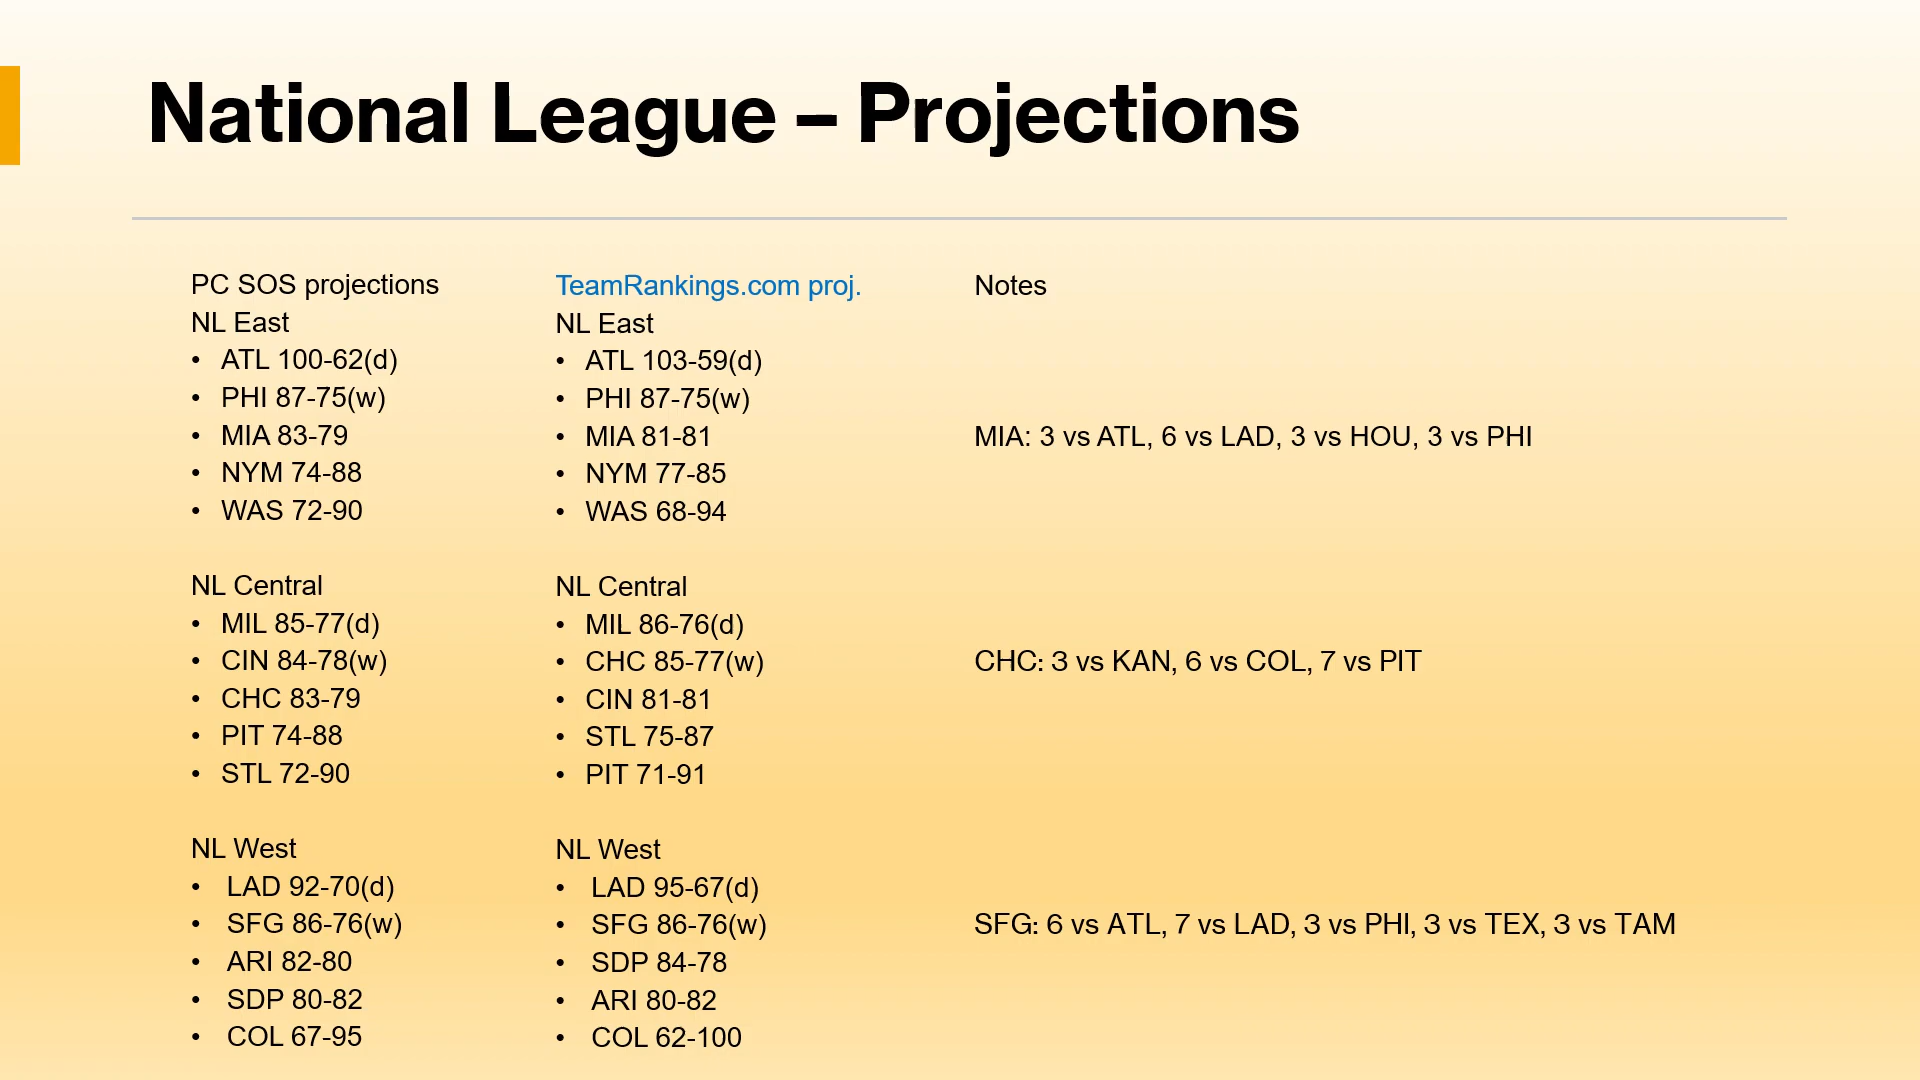 National League – Projections
PC SOS projections
NL East
• ATL 100-62(d)
• PHI 87-75(w)
• MIA 83-79
• NYM 74-88
• WAS 72-90
NL Central
• MIL 85-77(d)
• CIN 84-78(w)
• CHC 83-79
• PIT 74-88
• STL 72-90
NL West
• LAD 92-70(d)
• SFG 86-76(w)
• ARI 82-80
• SDP 80-82
• COL 67-95
TeamRankings.com proj.
NL East
• ATL 103-59(d)
• PHI 87-75(w)
• MIA 81-81
• NYM 77-85
• WAS 68-94
NL Central
• MIL 86-76(d)
• CHC 85-77(w)
• CIN 81-81
• STL 75-87
• PIT 71-91
NL West
• LAD 95-67(d)
• SFG 86-76(w)
• SDP 84-78
• ARI 80-82
• COL 62-100
Notes
MIA: 3 vs ATL, 6 vs LAD, 3 vs HOU, 3 vs PHI
CHC: 3 vs KAN, 6 vs COL, 7 vs PIT
SFG: 6 vs ATL, 7 vs LAD, 3 vs PHI, 3 vs TEX, 3 vs TAM